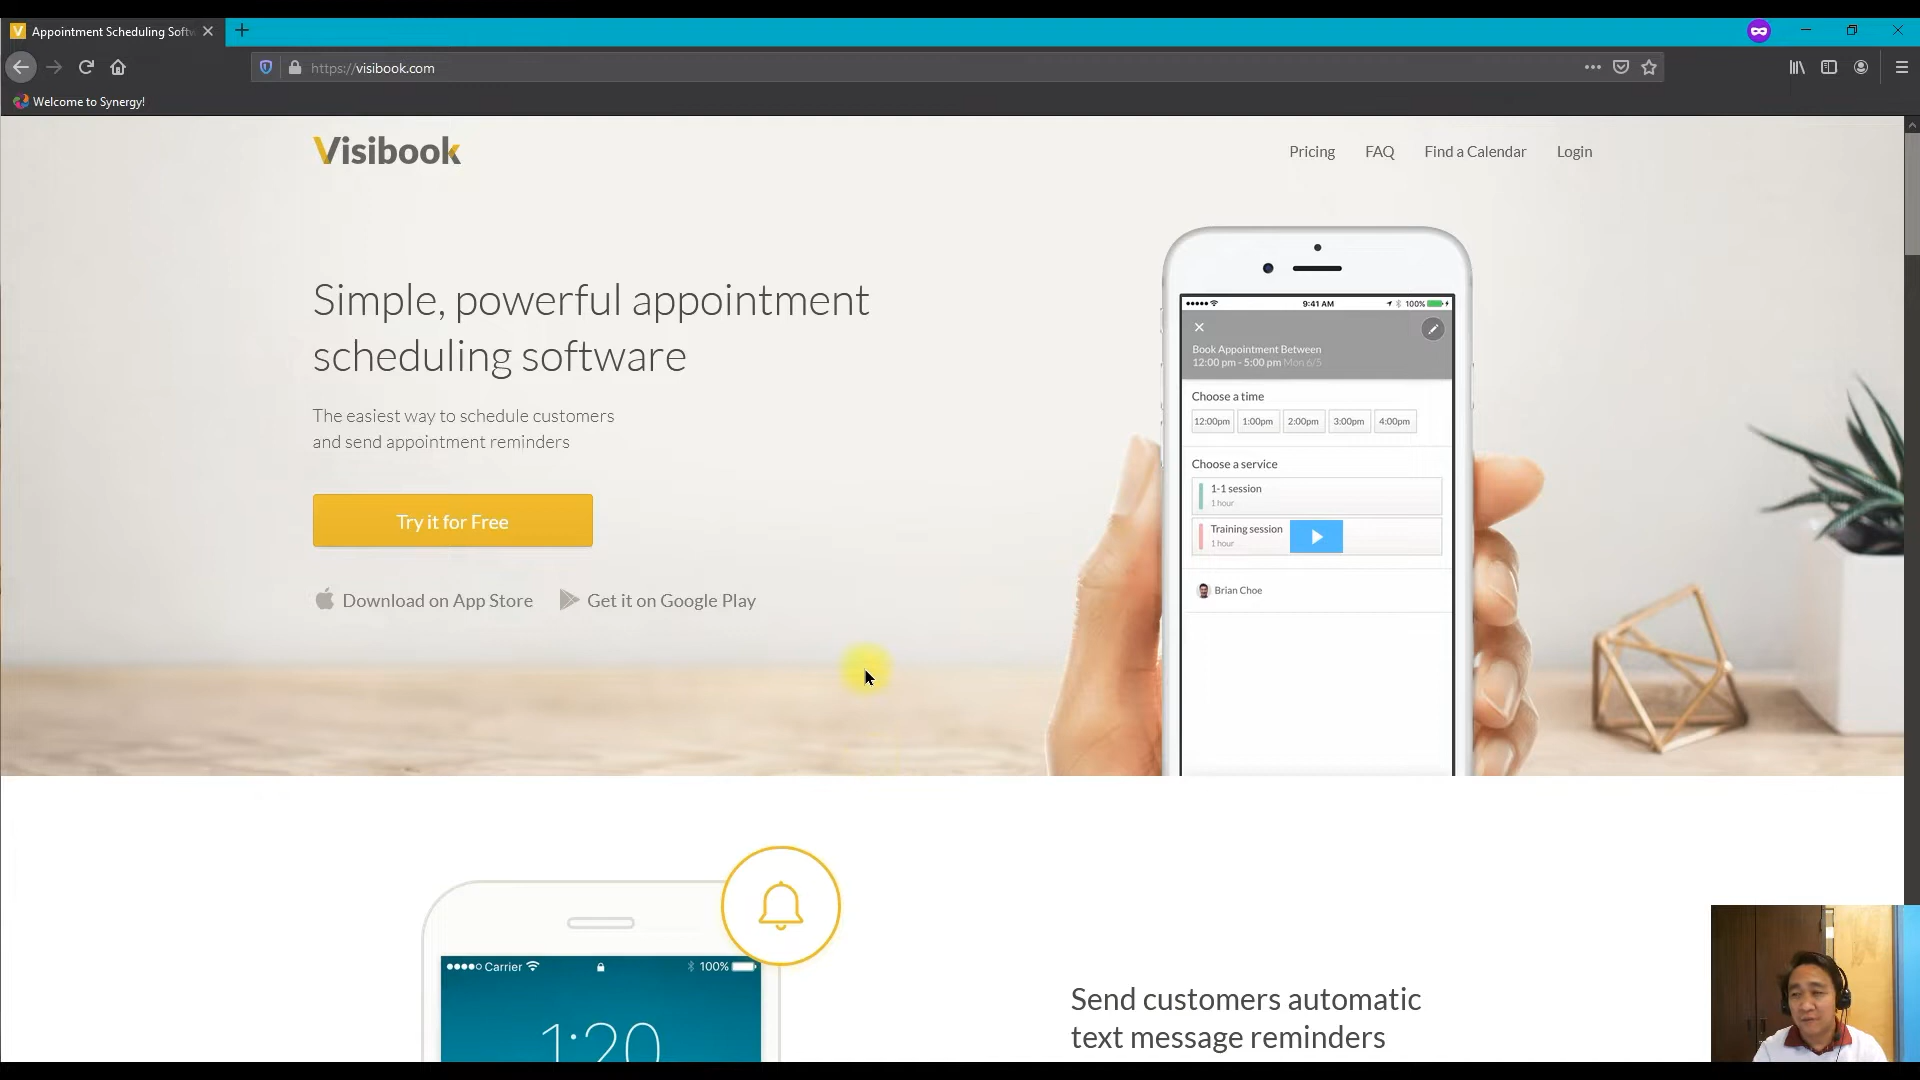 Appointment Scheduling Softw
https://visibook.com
Welcome to Synergy!
Visibook
Pricing
FAQ
Find a Calendar
Login
Simple, powerful appointment
scheduling software
The easiest way to schedule customers
and send appointment reminders
Try it for Free
Download on App Store
Get it on Google Play
9:41 AM
100%
Book Appointment Between
12:00 pm - 5:00 pm Mon 6/5
Choose a time
12:00pm
1:00pm
2:00pm
3:00pm
4:00pm
Choose a service
1-1 session
1 hour
Training session
1 hour
Brian Choe
Carrier
100%
1:20
Send customers automatic
text message reminders